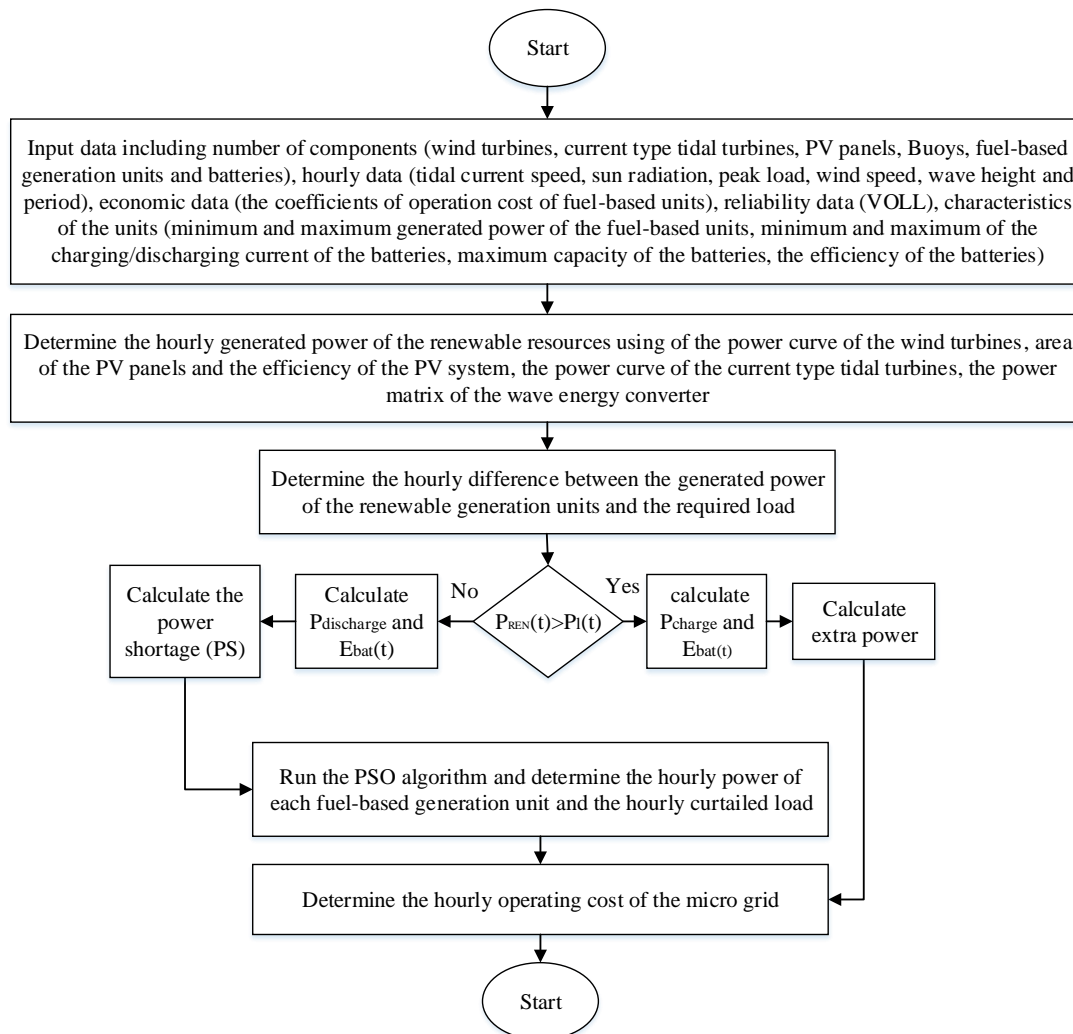 Start
Input data including number of components (wind turbines, current type tidal turbines, PV panels, Buoys, fuel-based
generation units and batteries), hourly data (tidal current speed, sun radiation, peak load, wind speed, wave height and
period), economic data (the coefficients of operation cost of fuel-based units), reliability data (VOLL), characteristics
of the units (minimum and maximum generated power of the fuel-based units, minimum and maximum of the
charging/discharging current of the batteries, maximum capacity of the batteries, the efficiency of the batteries)
Determine the hourly generated power of the renewable resources using of the power curve of the wind turbines, area
of the PV panels and the efficiency of the PV system, the power curve of the current type tidal turbines, the power
matrix of the wave energy converter
Determine the hourly difference between the generated power
of the renewable generation units and the required load
Calculate the
power
shortage (PS)
Calculate
Pdischarge and
Ebat(t)
No
PREN(t)>Pl(t)
Yes
calculate
Pcharge and
Ebat(t)
Calculate
extra power
Run the PSO algorithm and determine the hourly power of
each fuel-based generation unit and the hourly curtailed load
Determine the hourly operating cost of the micro grid
Start